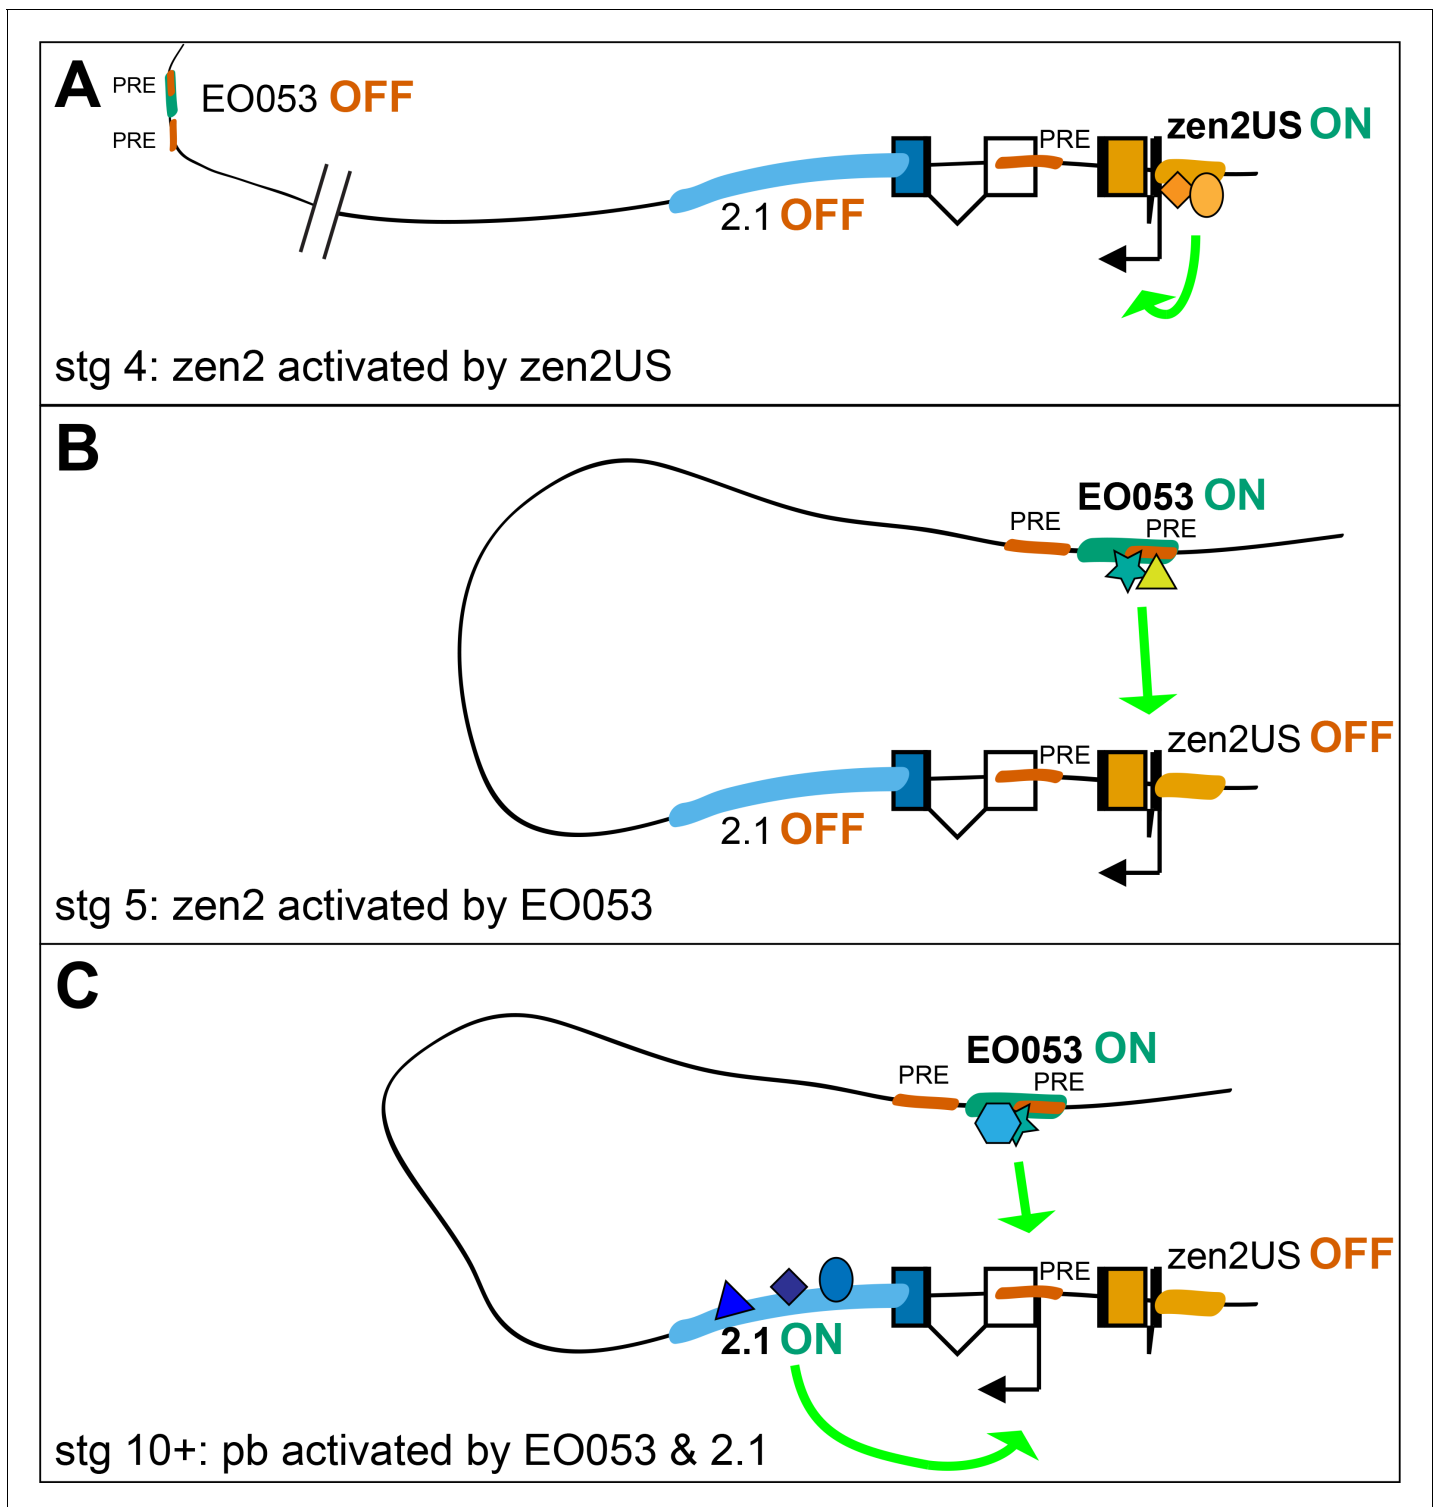 A
PRE
EO053 OFF
PRE
PRE
zen2US ON
2.1 OFF
stg 4: zen2 activated by zen2US
B
EO053 ON
PRE
PRE
zen2US OFF
PRE
2.1 OFF
stg 5: zen2 activated by EO053
C
EO053 ON
PRE
PRE
zen2US OFF
PRE
2.1 ON
stg 10+: pb activated by EO053 & 2.1